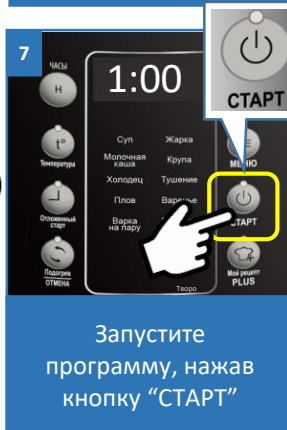 7
ЧАСЫ
Н
1:00
СТАРТ
t°
Температура
Суп
Жарка
Молочная
каша
Крупа
МЕНЮ
Холодец
Тушение
Отложенный
старт
Плов
Варенье
СТАРТ
Варка
на пару
Подогрев
ОТМЕНА
Творо
Мой рецепт
PLUS
Запустите
программу, нажав
кнопку “СТАРТ”